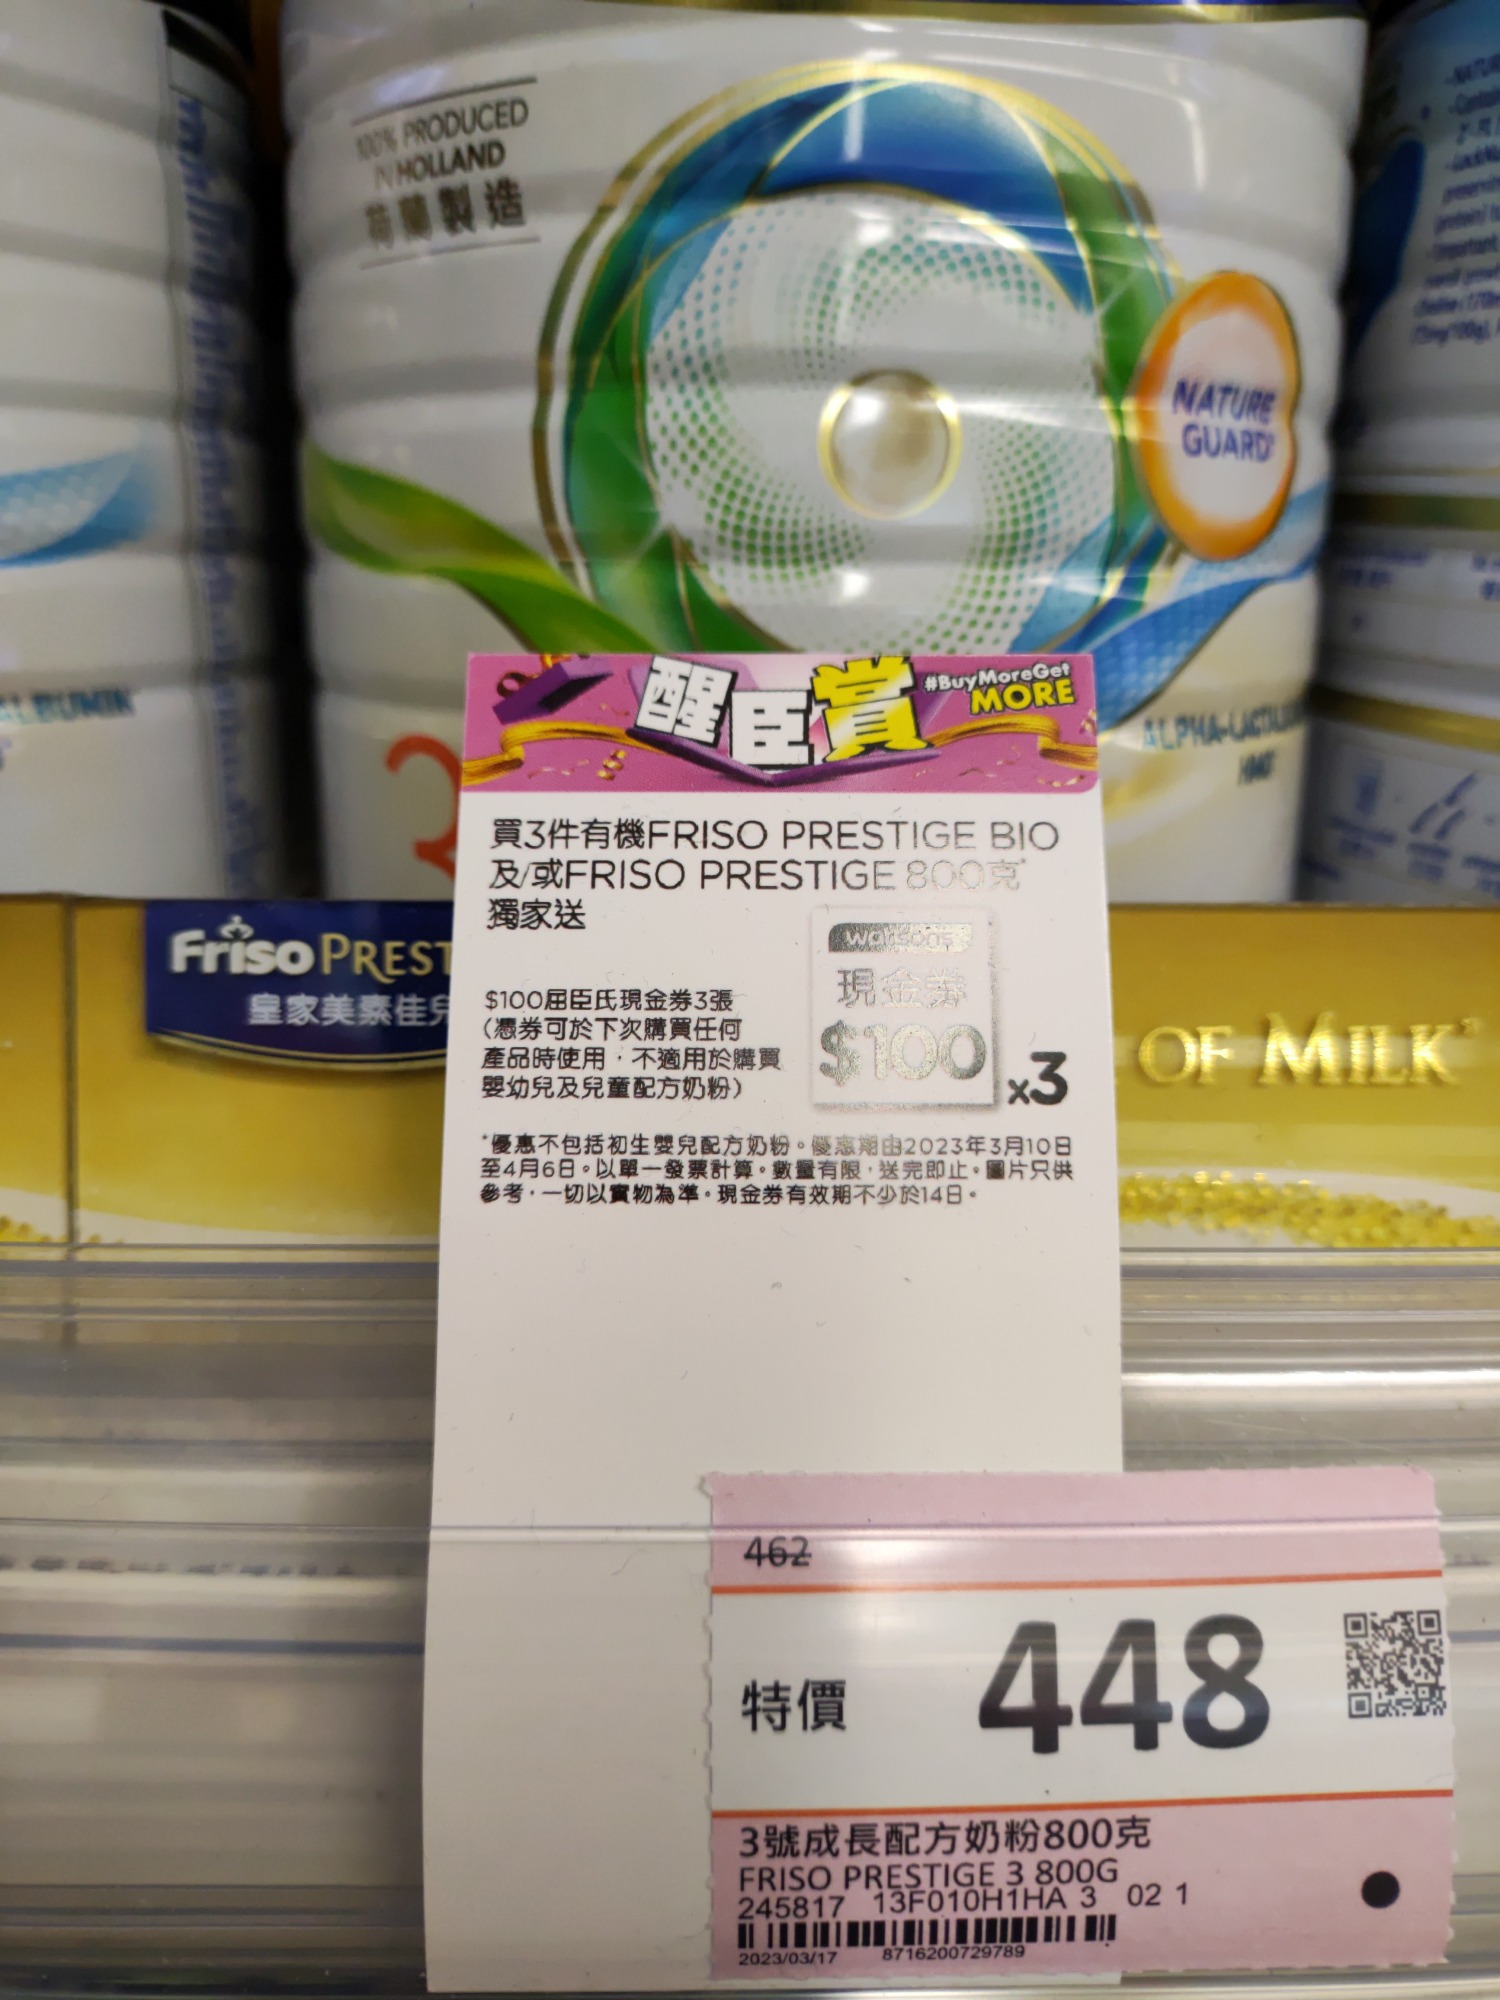 100% PRODUCED
IN HOLLAND
荷蘭製造
NATURE
GUARD
醒臣賞
#BuyMoreGet
MORE
買3件有機FRISO PRESTIGE BIO
及/或FRISO PRESTIGE 800克*
獨家送
watsons
現金券
$100
x3
$100屈臣氏現金券3張
(憑券可於下次購買任何
產品時使用，不適用於購買
嬰幼兒及兒童配方奶粉)
*優惠不包括初生嬰兒配方奶粉。優惠期由2023年3月10日
至4月6日。以單一發票計算。數量有限，送完即止。圖片只供
參考，一切以實物為準。現金券有效期不少於14日。
Friso PREST
皇家美素佳兒
OF MILK
462
特價 448
3號成長配方奶粉800克
FRISO PRESTIGE 3 800G
245817 13F010H1HA 3 02 1
2023/03/17 8716200729789